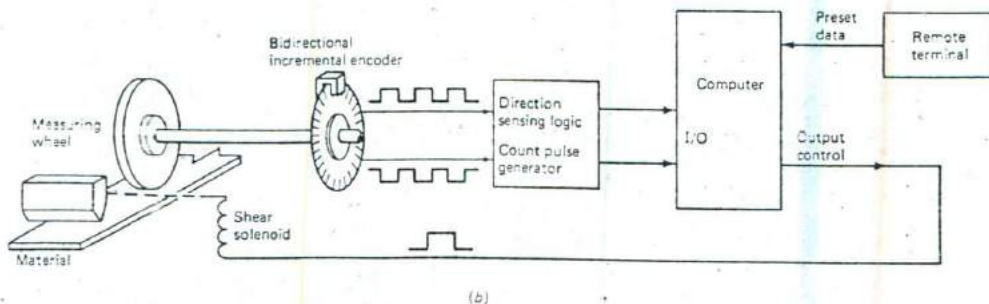 Bidirectional
incremental encoder
Measuring
wheel
Material
Shear
solenoid
Direction
sensing logic
Count pulse
generator
Computer
I/O
Preset
data
Remote
terminal
Output
control
(b)